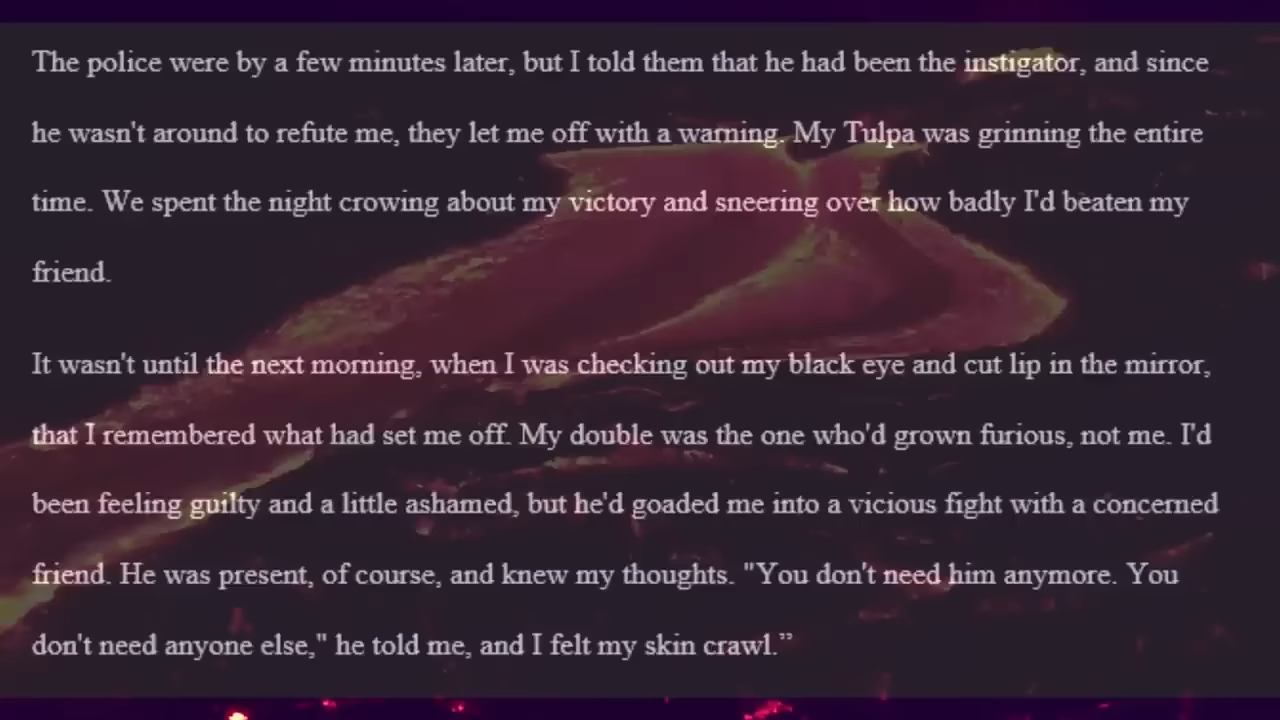 The police were by a few minutes later, but I told them that he had been the instigator, and since
he wasn't around to refute me, they let me off with a warning. My Tulpa was grinning the entire
time. We spent the night crowing about my victory and sneering over how badly I'd beaten my
friend.
It wasn't until the next morning, when I was checking out my black eye and cut lip in the mirror,
that I remembered what had set me off. My double was the one who'd grown furious, not me. I'd
been feeling guilty and a little ashamed, but he'd goaded me into a vicious fight with a concerned
friend. He was present, of course, and knew my thoughts. "You don't need him anymore. You
don't need anyone else," he told me, and I felt my skin crawl.”